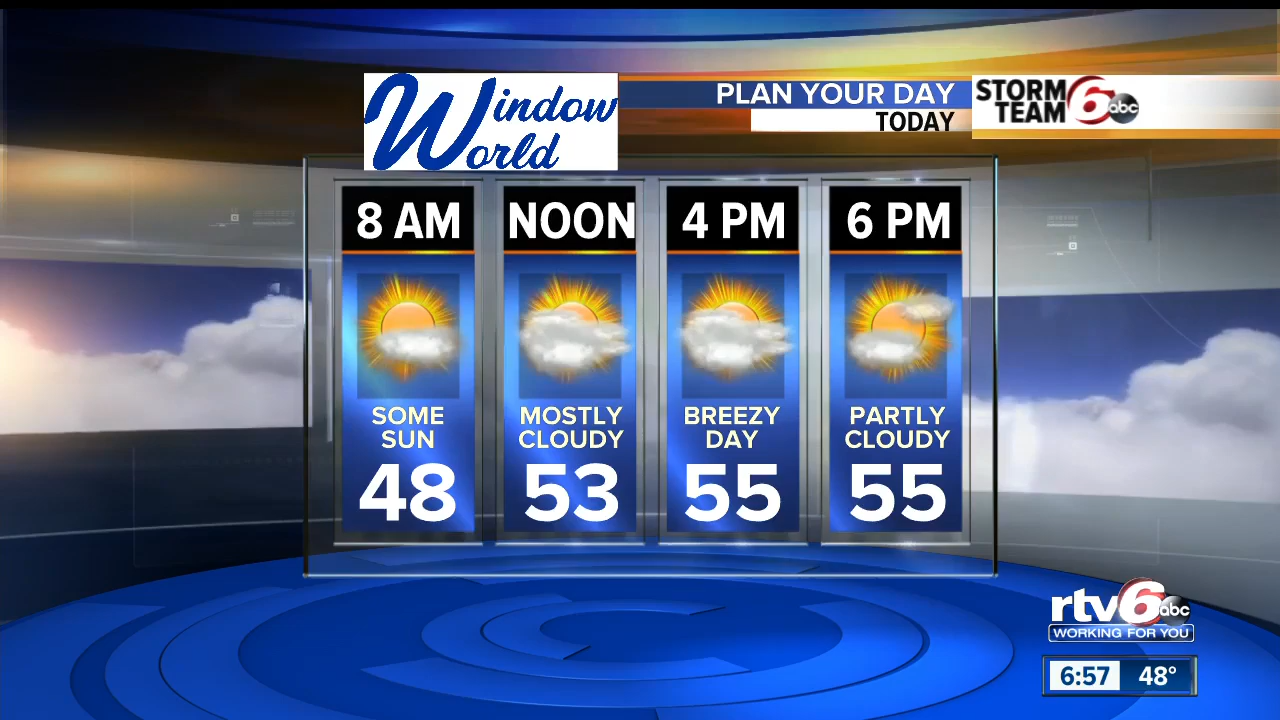 Window
World
PLAN YOUR DAY
TODAY
STORM
TEAM 6 abc
8 AM
NOON
4 PM
6 PM
SOME
SUN
48
MOSTLY
CLOUDY
53
BREEZY
DAY
55
PARTLY
CLOUDY
55
rtv6 abc
WORKING FOR YOU
6:57 48°